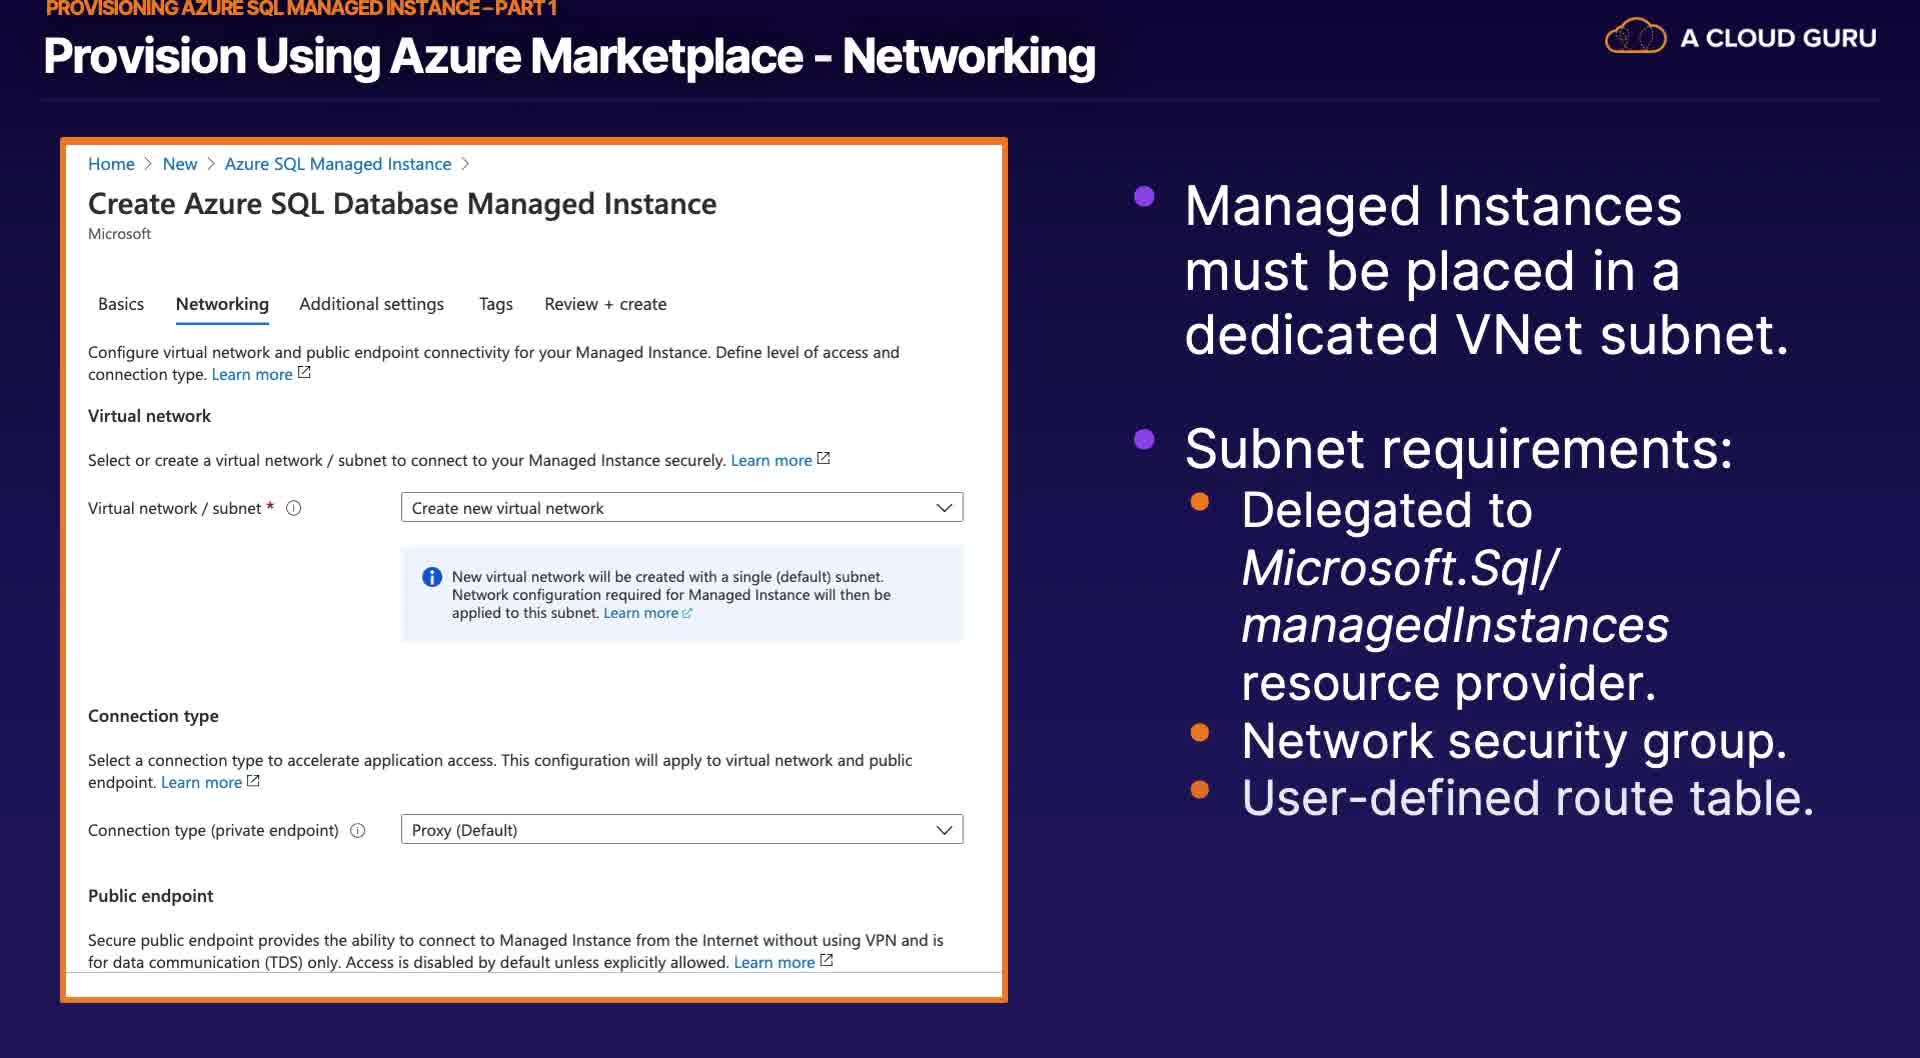 PROVISIONING AZURE SQL MANAGED INSTANCE – PART 1
Provision Using Azure Marketplace - Networking
A CLOUD GURU
Home > New > Azure SQL Managed Instance >
Create Azure SQL Database Managed Instance
Microsoft
Basics Networking Additional settings Tags Review + create
Configure virtual network and public endpoint connectivity for your Managed Instance. Define level of access and
connection type. Learn more
Virtual network
Select or create a virtual network / subnet to connect to your Managed Instance securely. Learn more
Virtual network / subnet *
Create new virtual network
New virtual network will be created with a single (default) subnet.
Network configuration required for Managed Instance will then be
applied to this subnet. Learn more
Connection type
Select a connection type to accelerate application access. This configuration will apply to virtual network and public
endpoint. Learn more
Connection type (private endpoint)
Proxy (Default)
Public endpoint
Secure public endpoint provides the ability to connect to Managed Instance from the Internet without using VPN and is
for data communication (TDS) only. Access is disabled by default unless explicitly allowed. Learn more
• Managed Instances
must be placed in a
dedicated VNet subnet.
• Subnet requirements:
• Delegated to
Microsoft.Sql/
managedInstances
resource provider.
• Network security group.
• User-defined route table.